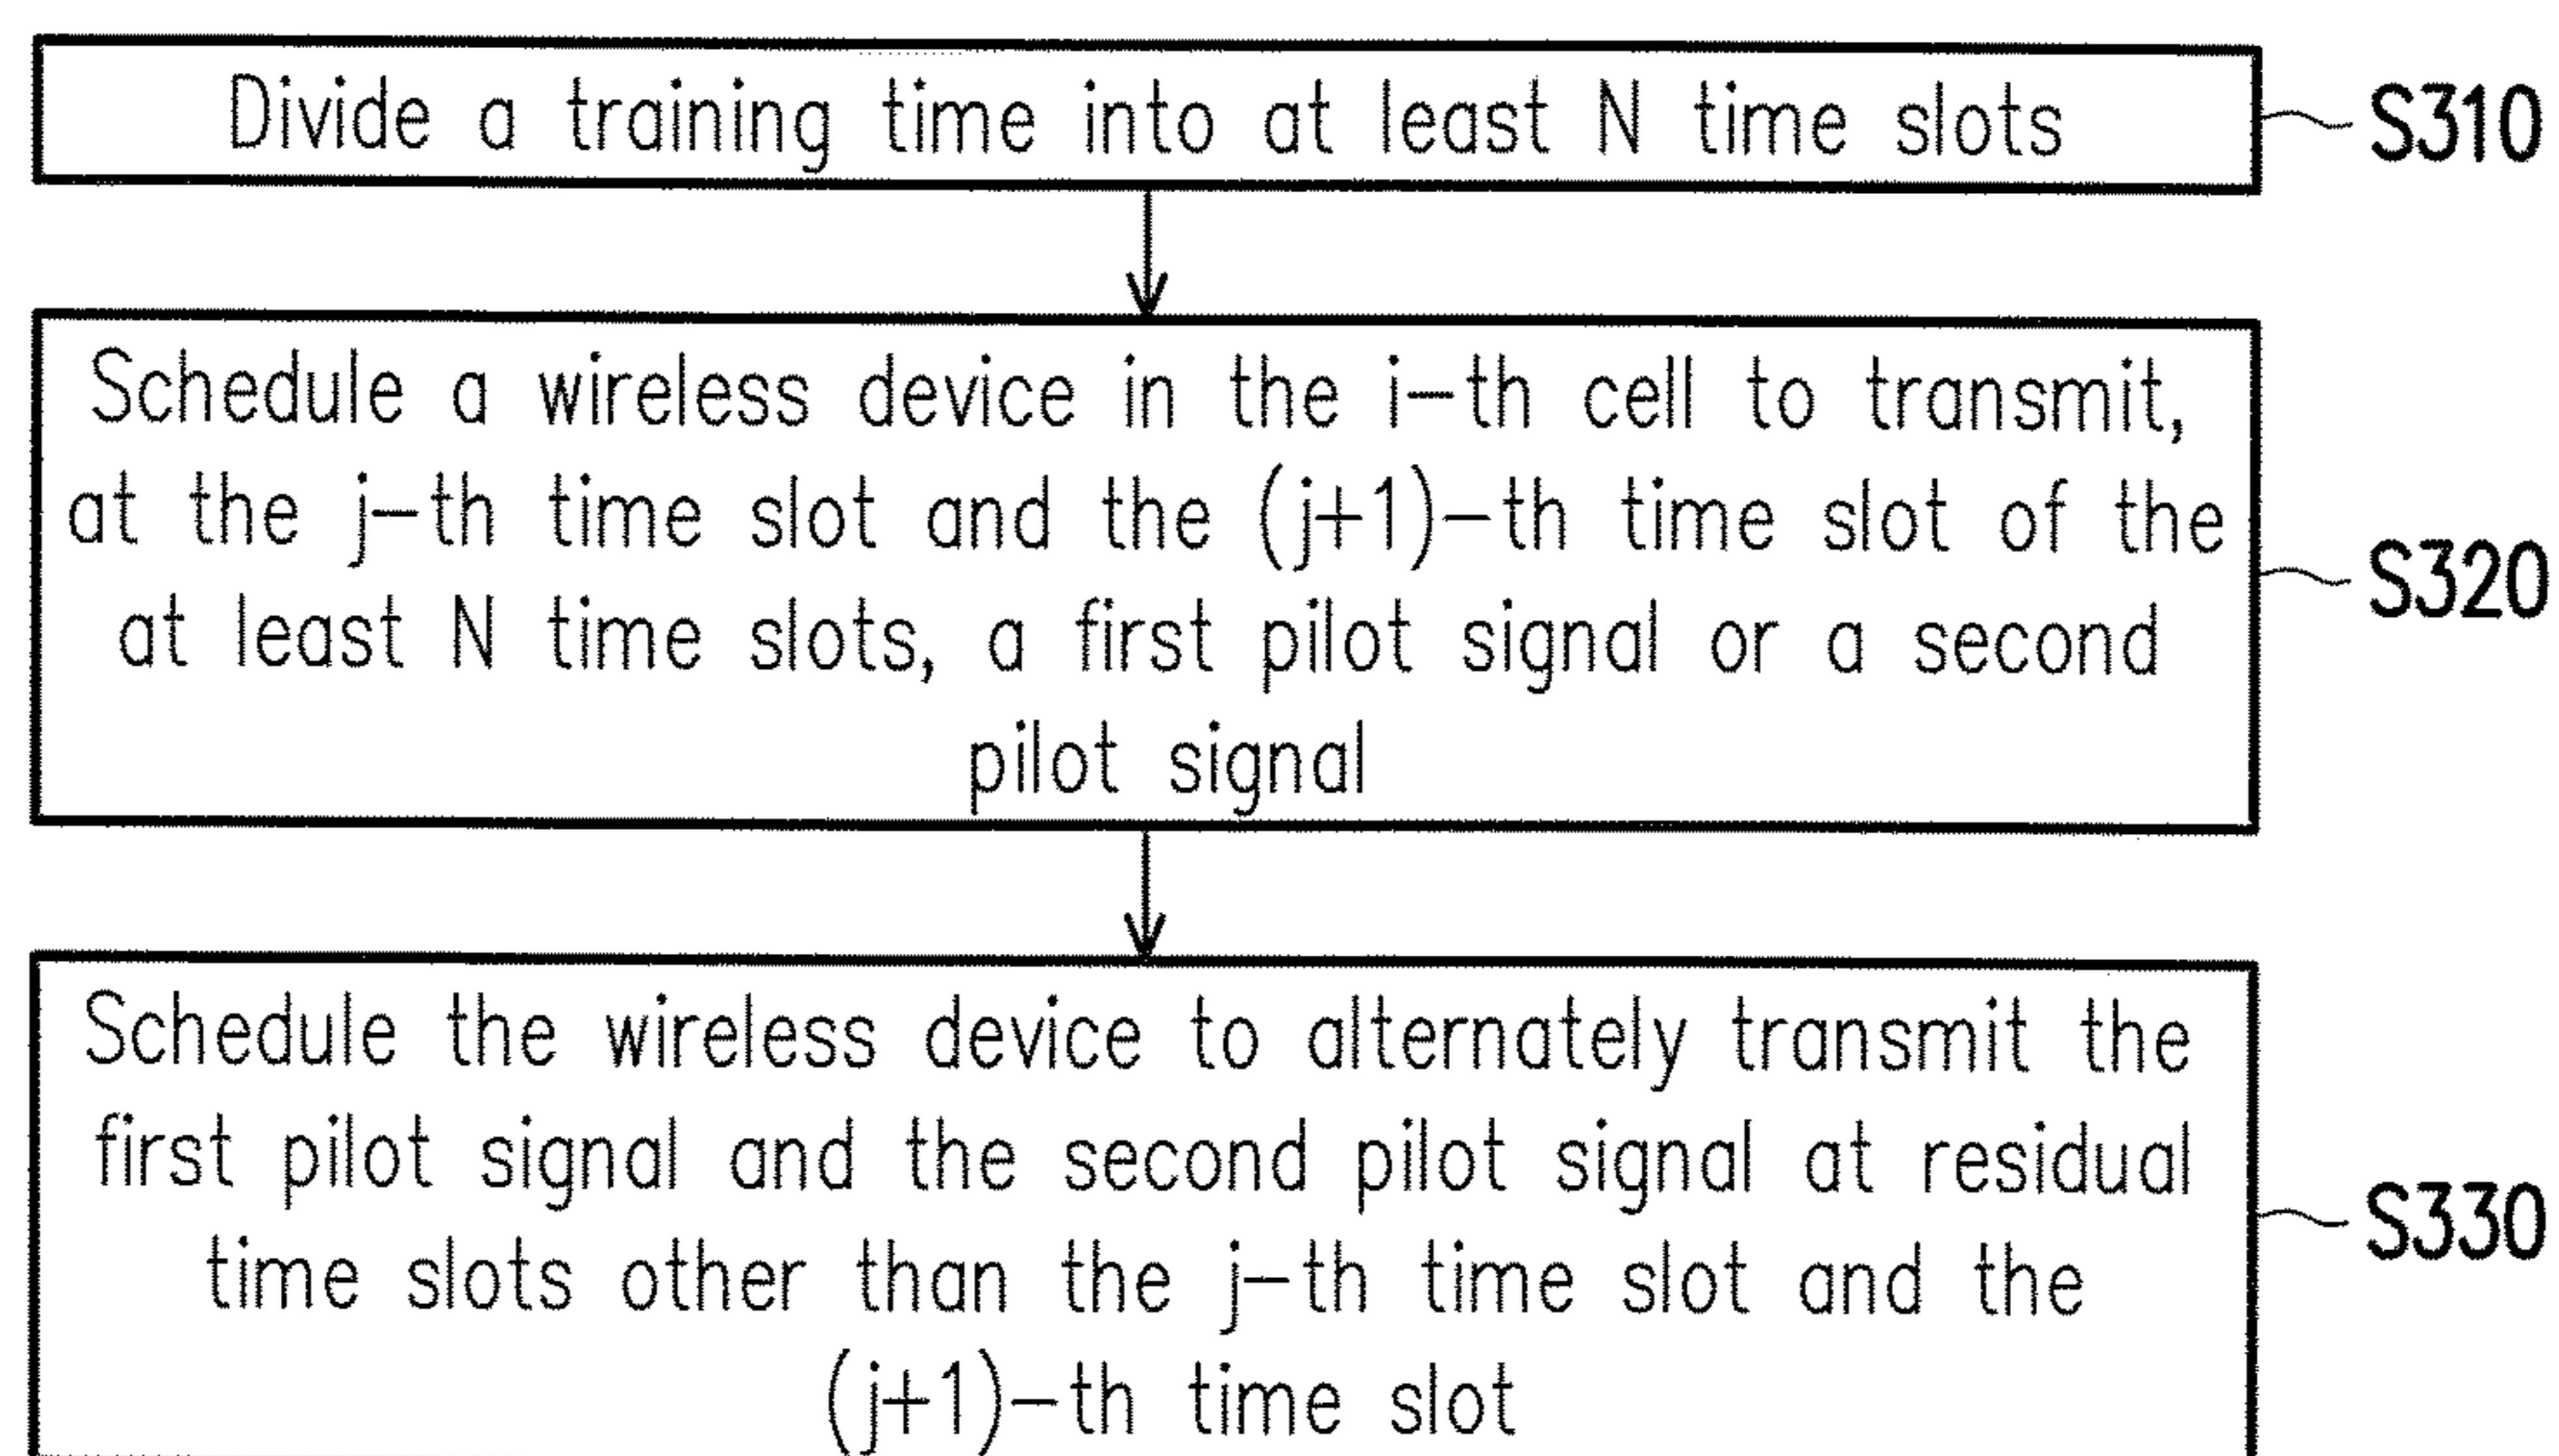 Divide a training time into at least N time slots
S310
Schedule a wireless device in the i-th cell to transmit,
at the j-th time slot and the (j+1)-th time slot of the
at least N time slots, a first pilot signal or a second
pilot signal
S320
Schedule the wireless device to alternately transmit the
first pilot signal and the second pilot signal at residual
time slots other than the j-th time slot and the
(j+1)-th time slot
S330